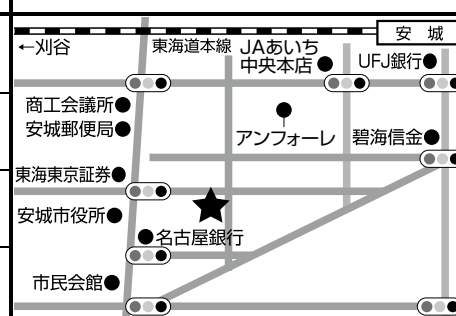 安 城
←刈谷
東海道本線
JAあいち
中央本店
UFJ銀行
商工会議所
安城郵便局
アンフォーレ
碧海信金
東海東京証券
安城市役所
名古屋銀行
市民会館